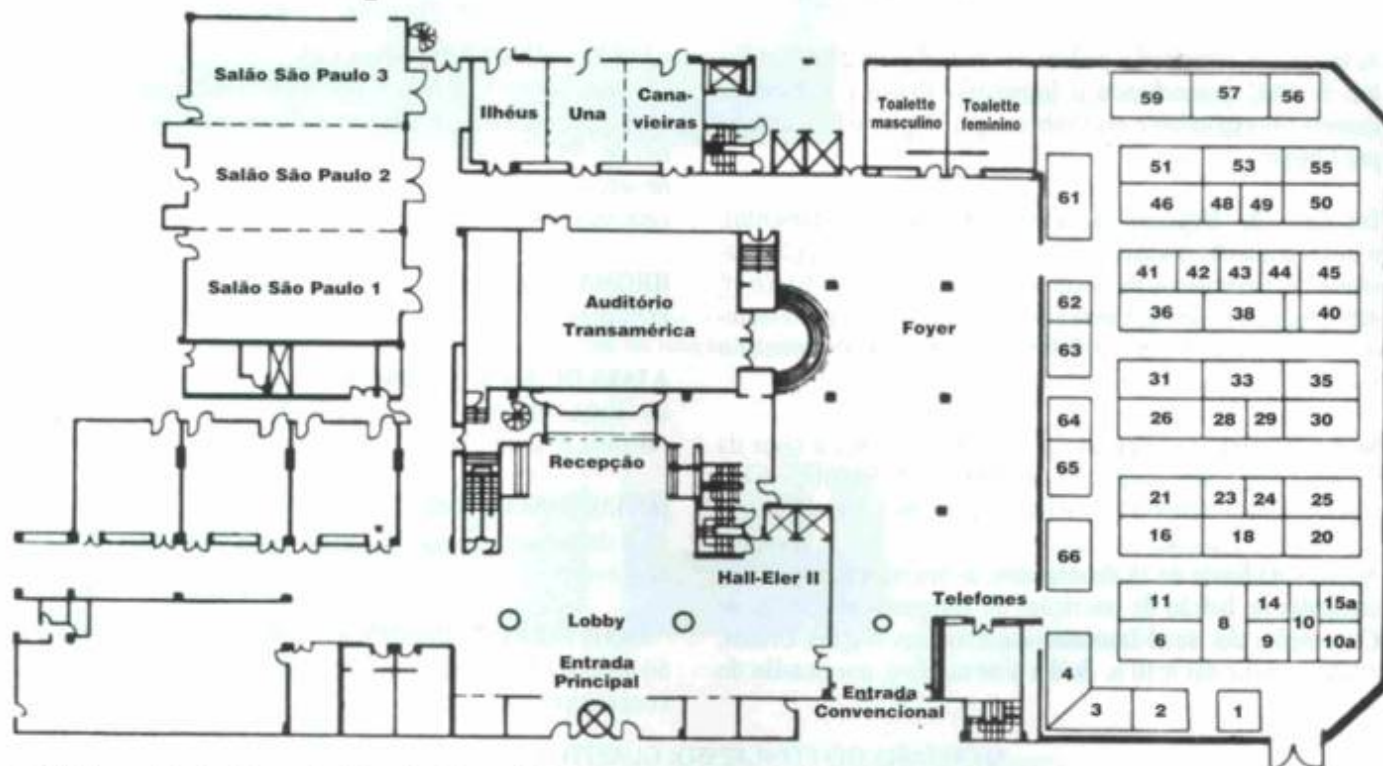 Salão São Paulo 3
Salão São Paulo 2
Salão São Paulo 1
Ilhéus
Una
Cana-
vieiras
Toalette
masculino
Toalette
feminino
Auditório
Transamérica
Foyer
Recepção
Hall-Eler II
Telefones
Lobby
Entrada
Principal
Entrada
Convencional
59 57 56
61
51 53 55
46 48 49 50
41 42 43 44 45
62
36 38 40
63
31 33 35
64
26 28 29 30
65
21 23 24 25
16 18 20
66
11 8 14 10 15a
6 9 10a
4
3 2 1